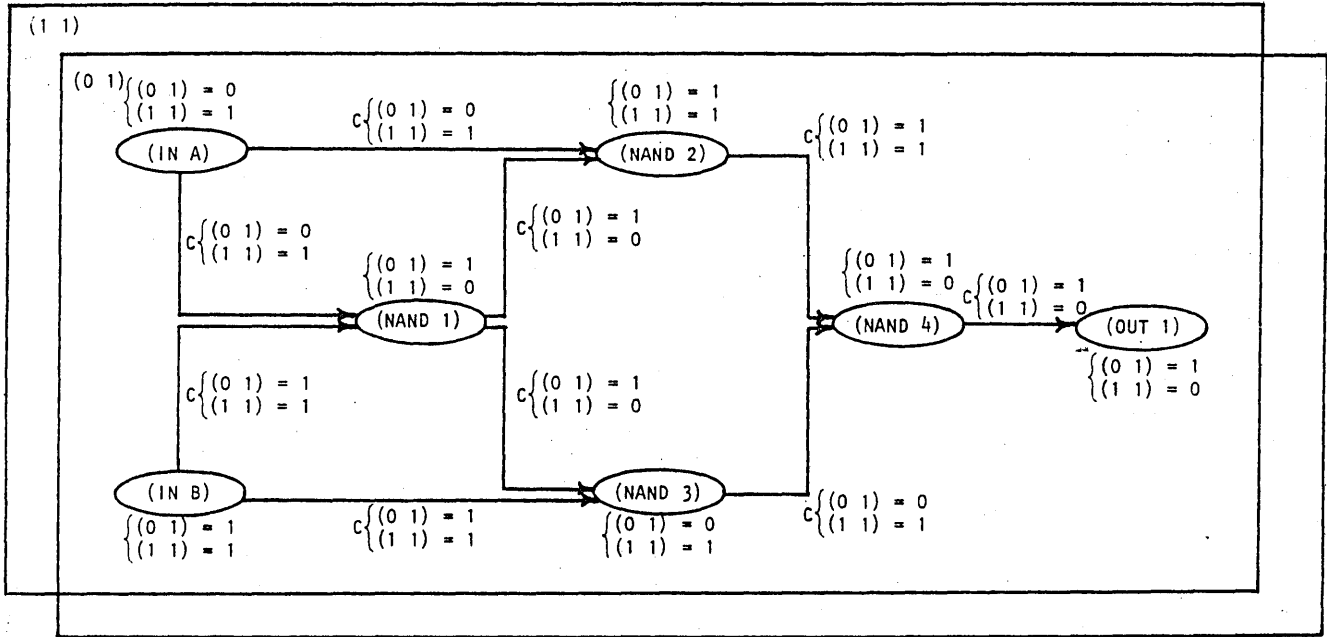 (1 1)
(0 1)
{(0 1) = 0
(1 1) = 1
(IN A)
C{(0 1) = 0
(1 1) = 1
{(0 1) = 1
(1 1) = 1
(NAND 2)
C{(0 1) = 1
(1 1) = 1
C{(0 1) = 0
(1 1) = 1
C{(0 1) = 1
(1 1) = 0
{(0 1) = 1
(1 1) = 0
(NAND 1)
{(0 1) = 1
(1 1) = 0
(NAND 4)
C{(0 1) = 1
(1 1) = 0
(OUT 1)
{(0 1) = 1
(1 1) = 0
C{(0 1) = 1
(1 1) = 1
C{(0 1) = 1
(1 1) = 0
(IN B)
{(0 1) = 1
(1 1) = 1
C{(0 1) = 1
(1 1) = 1
(NAND 3)
{(0 1) = 0
(1 1) = 1
C{(0 1) = 0
(1 1) = 1